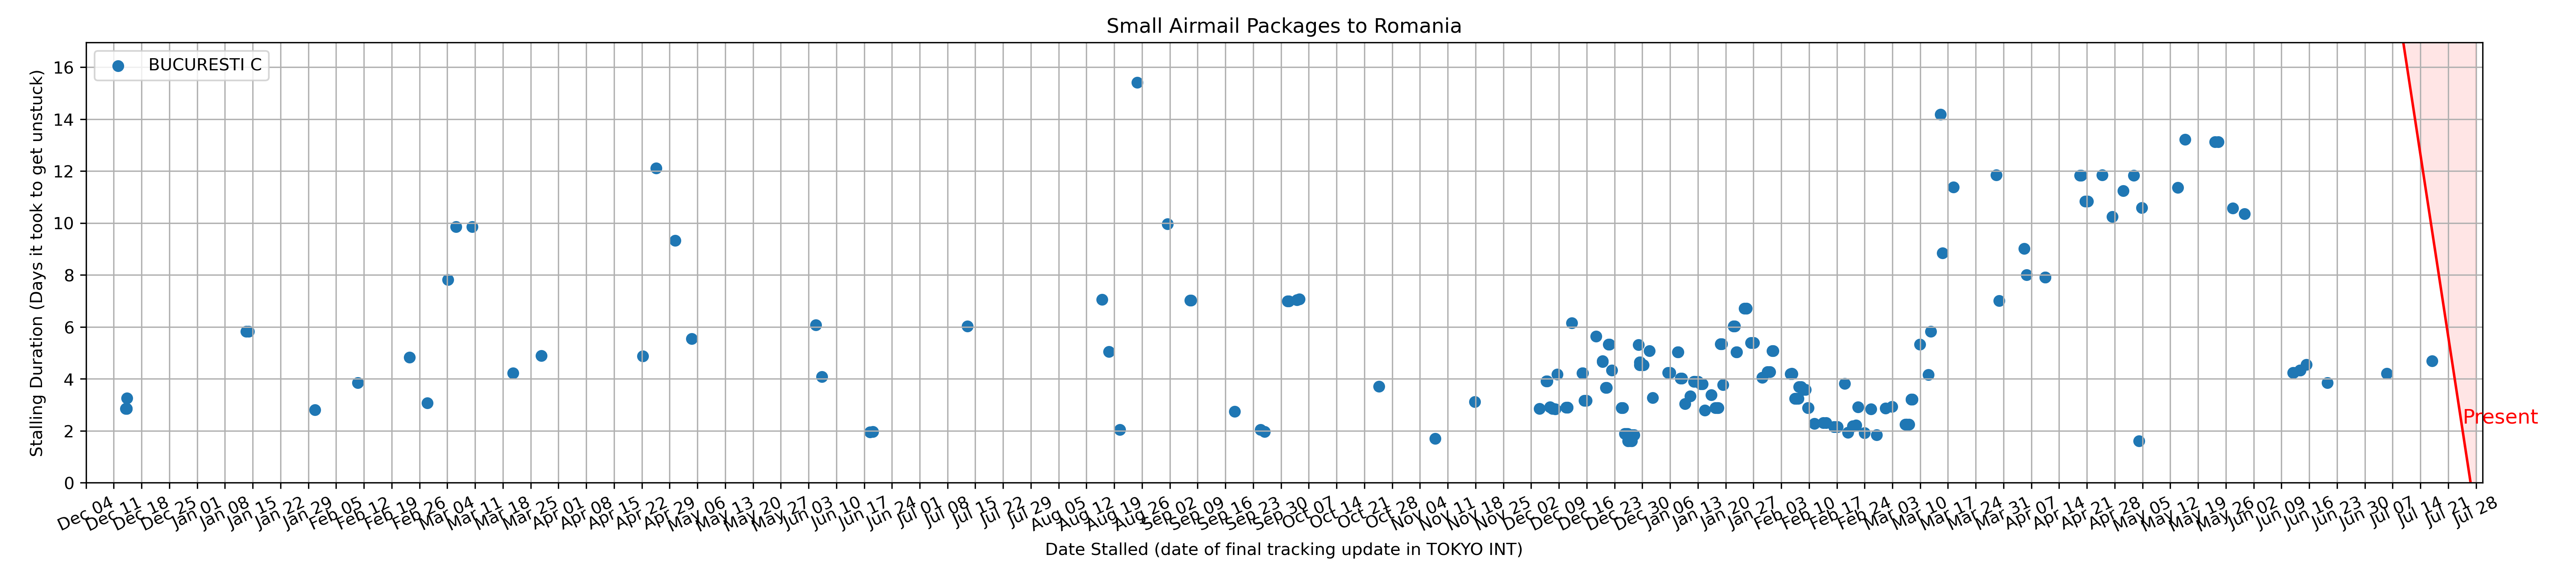 Small Airmail Packages to Romania
BUCURESTI C
Stalling Duration (Days it took to get unstuck)
16
14
12
10
8
6
4
2
0
Present
Dec 04
Dec 11
Dec 18
Dec 25
Jan 01
Jan 08
Jan 15
Jan 22
Jan 29
Feb 05
Feb 12
Feb 19
Feb 26
Mar 04
Mar 11
Mar 18
Mar 25
Apr 01
Apr 08
Apr 15
Apr 22
Apr 29
May 06
May 13
May 20
May 27
Jun 03
Jun 10
Jun 17
Jun 24
Jul 01
Jul 08
Jul 15
Jul 22
Jul 29
Aug 05
Aug 12
Aug 19
Aug 26
Sep 02
Sep 09
Sep 16
Sep 23
Sep 30
Oct 07
Oct 14
Oct 21
Oct 28
Nov 04
Nov 11
Nov 18
Nov 25
Dec 02
Dec 09
Dec 16
Dec 23
Dec 30
Jan 06
Jan 13
Jan 20
Jan 27
Feb 03
Feb 10
Feb 17
Feb 24
Mar 03
Mar 10
Mar 17
Mar 24
Mar 31
Apr 07
Apr 14
Apr 21
Apr 28
May 05
May 12
May 19
May 26
Jun 02
Jun 09
Jun 16
Jun 23
Jun 30
Jul 07
Jul 14
Jul 21
Jul 28
Date Stalled (date of final tracking update in TOKYO INT)